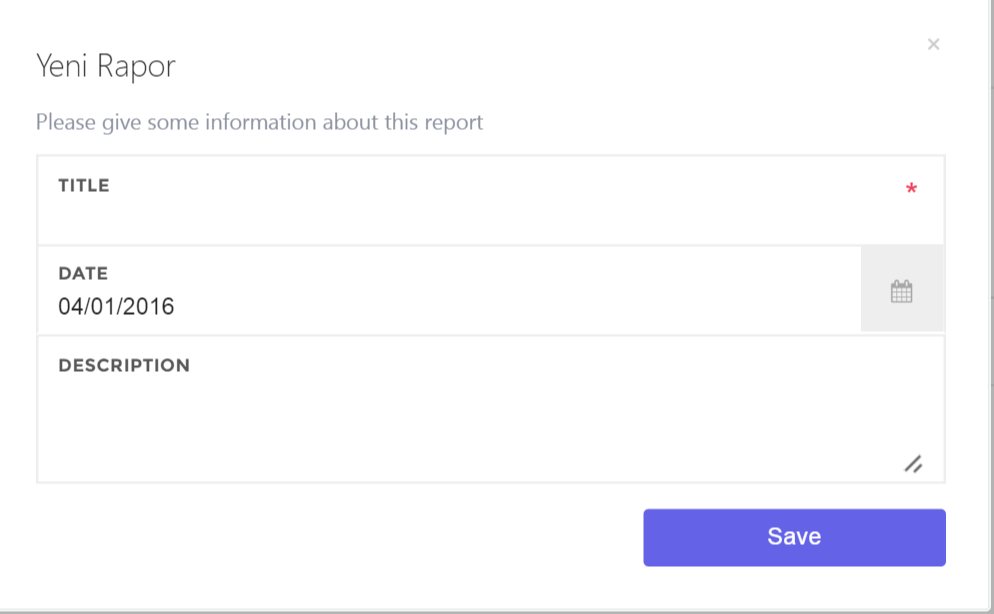 ×
Yeni Rapor
Please give some information about this report
TITLE *
DATE
04/01/2016
DESCRIPTION
Save